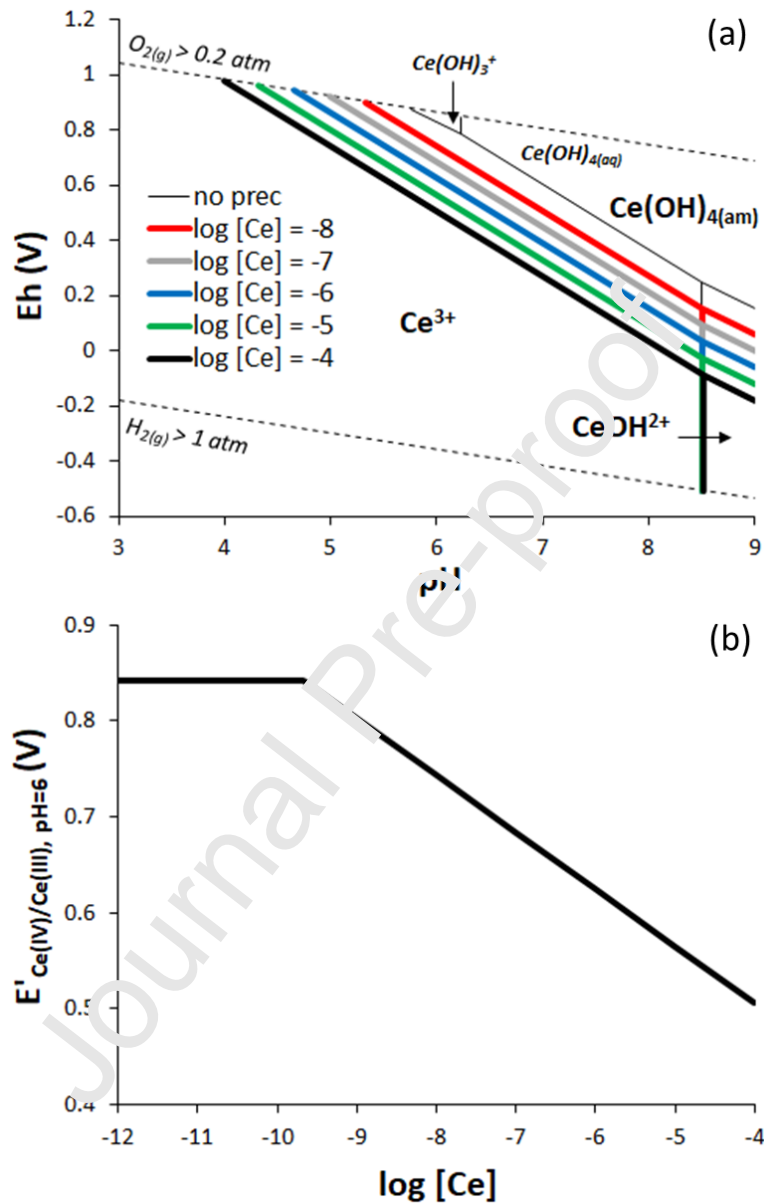 (a)
O2(g) > 0.2 atm
Ce(OH)3+
Ce(OH)4(aq)
Ce(OH)4(am)
no prec
log [Ce] = -8
log [Ce] = -7
log [Ce] = -6
log [Ce] = -5
log [Ce] = -4
Ce3+
CeOH2+
H2(g) > 1 atm
Eh (V)
1.2
1
0.8
0.6
0.4
0.2
0
-0.2
-0.4
-0.6
3 4 5 6 7 8 9
pH
(b)
E'Ce(IV)/Ce(III), pH=6 (V)
0.9
0.8
0.7
0.6
0.5
0.4
-12 -11 -10 -9 -8 -7 -6 -5 -4
log [Ce]
Journal Pre-proof